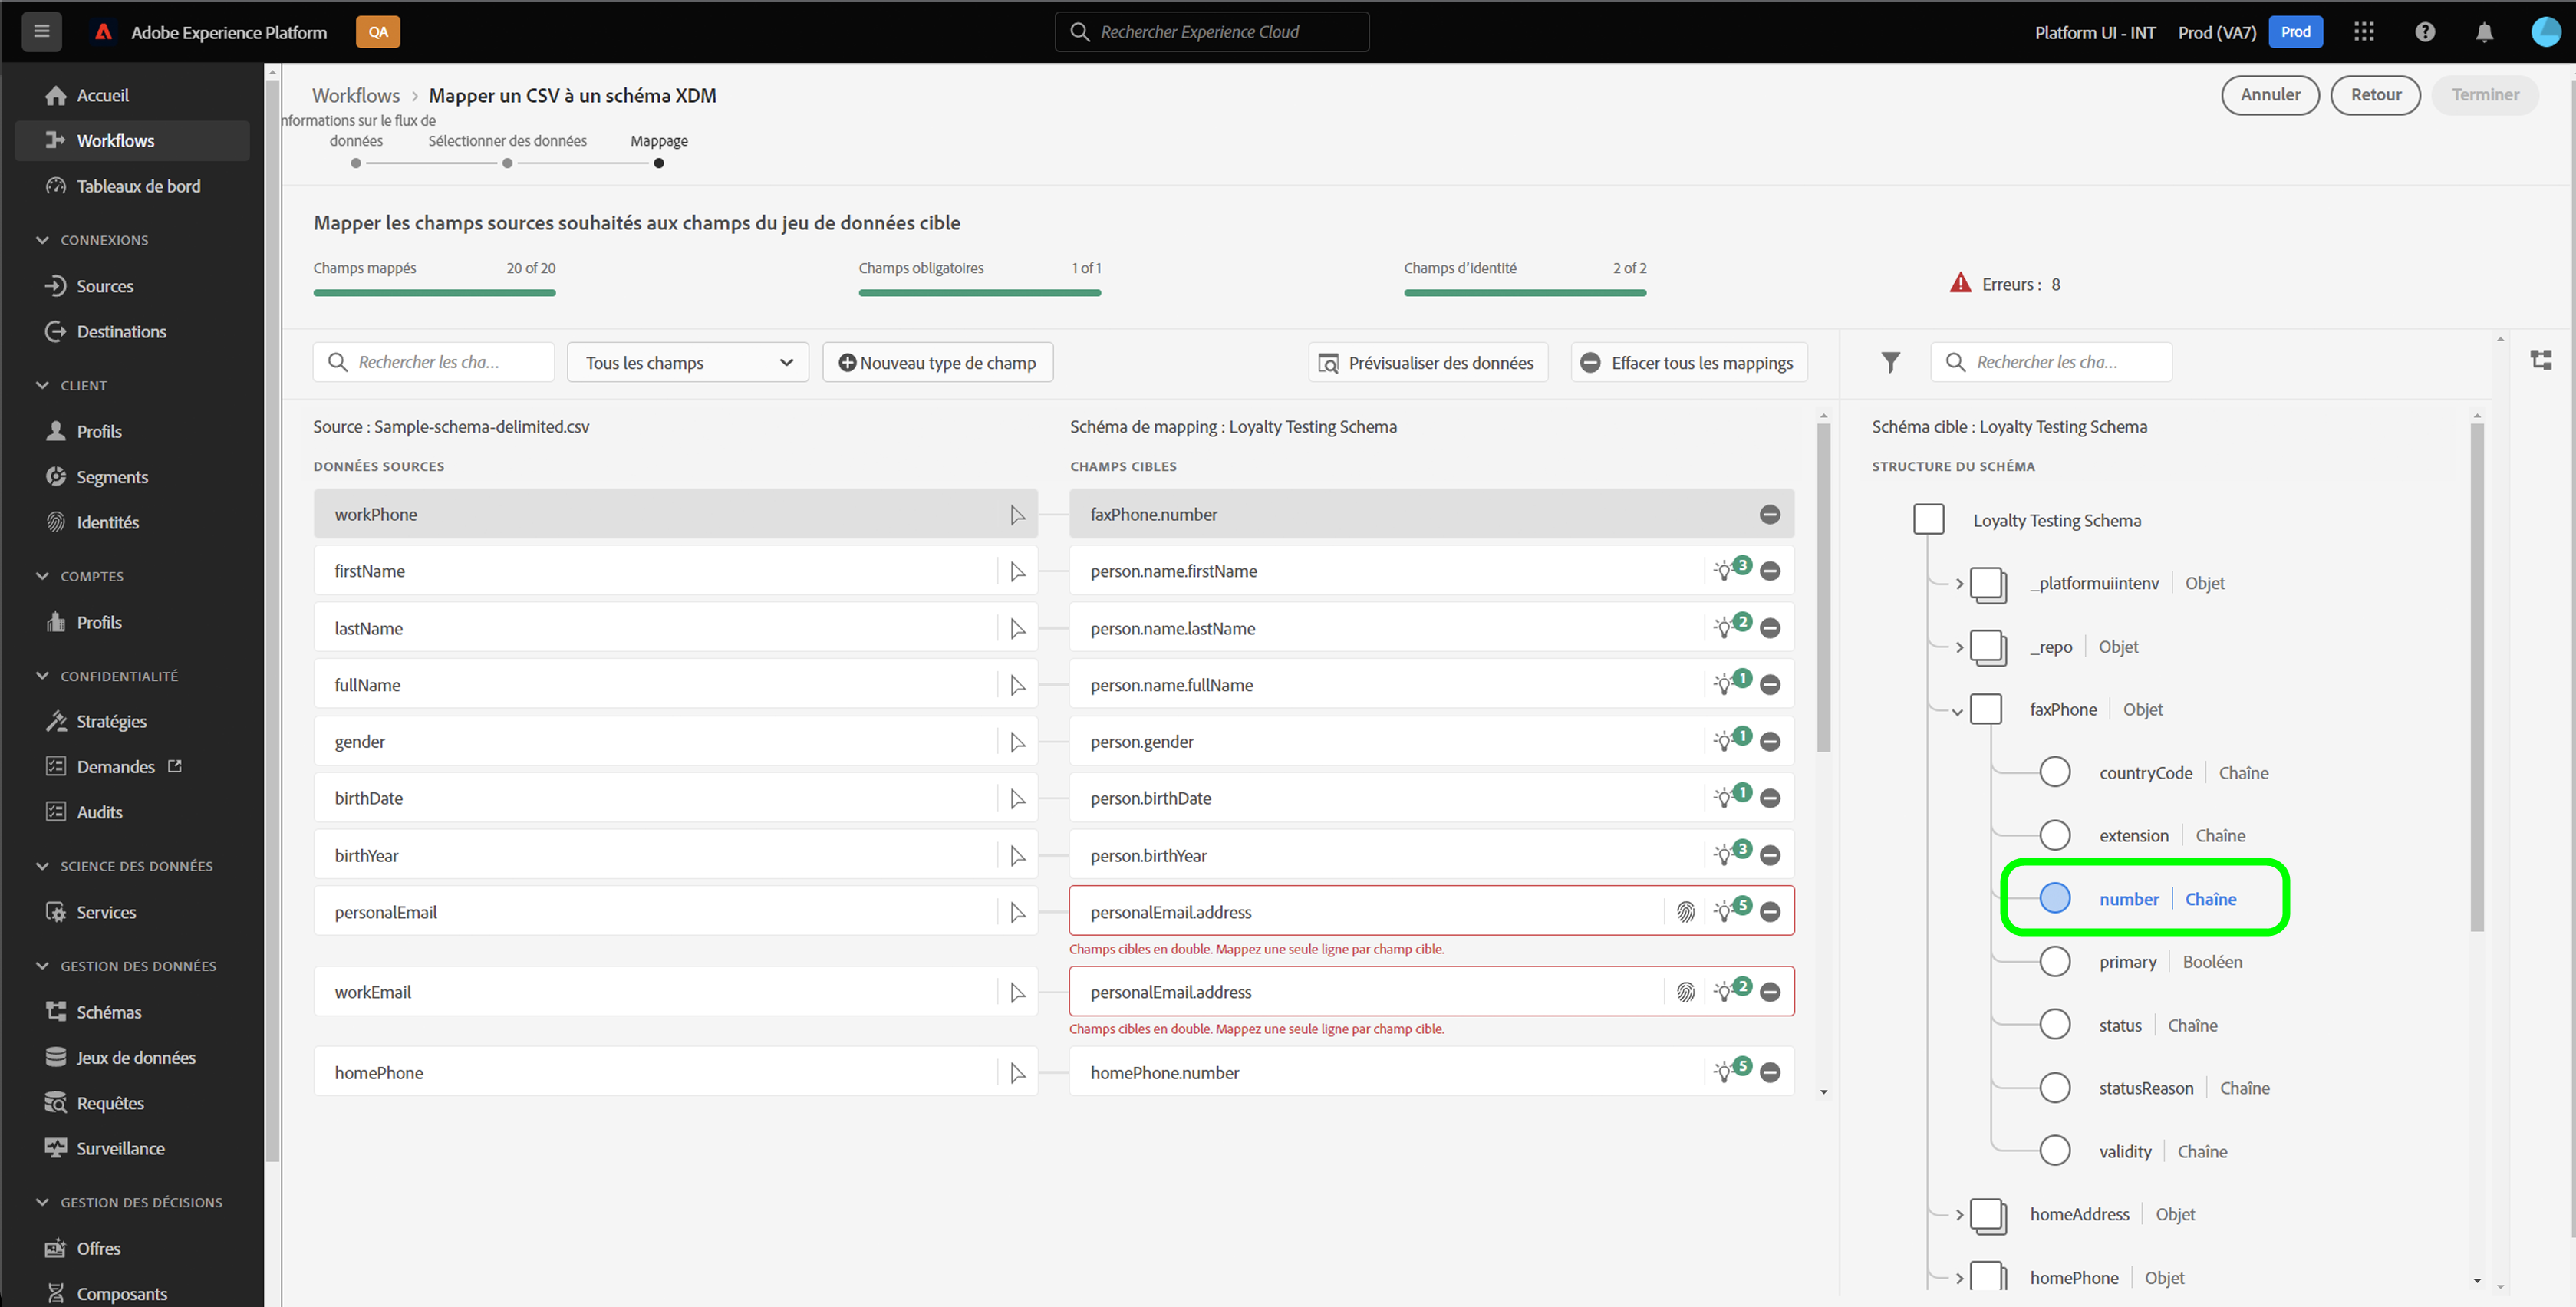 Adobe Experience Platform
QA
Rechercher Experience Cloud
Platform UI - INT
Prod (VA7)
Prod
Accueil
Workflows
Tableaux de bord
CONNEXIONS
Sources
Destinations
CLIENT
Profils
Segments
Identités
COMPTES
Profils
CONFIDENTIALITÉ
Stratégies
Demandes
Audits
SCIENCE DES DONNÉES
Services
GESTION DES DONNÉES
Schémas
Jeux de données
Requêtes
Surveillance
GESTION DES DÉCISIONS
Offres
Composants
Workflows > Mapper un CSV à un schéma XDM
Annuler
Retour
Terminer
nformations sur le flux de
données
Sélectionner des données
Mappage
Mapper les champs sources souhaités aux champs du jeu de données cible
Champs mappés 20 of 20
Champs obligatoires 1 of 1
Champs d'identité 2 of 2
Erreurs : 8
Rechercher les cha...
Tous les champs
Nouveau type de champ
Prévisualiser des données
Effacer tous les mappings
Rechercher les cha...
Source : Sample-schema-delimited.csv
Schéma de mapping : Loyalty Testing Schema
DONNÉES SOURCES
CHAMPS CIBLES
workPhone
faxPhone.number
firstName
person.name.firstName
3
lastName
person.name.lastName
2
fullName
person.name.fullName
1
gender
person.gender
1
birthDate
person.birthDate
1
birthYear
person.birthYear
3
personalEmail
personalEmail.address
5
Champs cibles en double. Mappez une seule ligne par champ cible.
workEmail
personalEmail.address
2
Champs cibles en double. Mappez une seule ligne par champ cible.
homePhone
homePhone.number
5
Schéma cible : Loyalty Testing Schema
STRUCTURE DU SCHÉMA
Loyalty Testing Schema
_platformuiintenv Objet
_repo Objet
faxPhone Objet
countryCode Chaîne
extension Chaîne
number Chaîne
primary Booléen
status Chaîne
statusReason Chaîne
validity Chaîne
homeAddress Objet
homePhone Objet